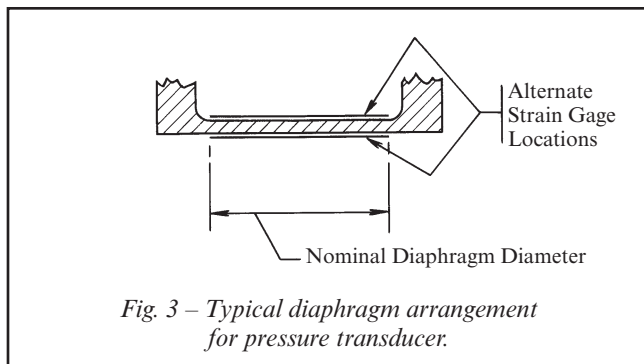 Alternate
Strain Gage
Locations
Nominal Diaphragm Diameter
Fig. 3 – Typical diaphragm arrangement
for pressure transducer.